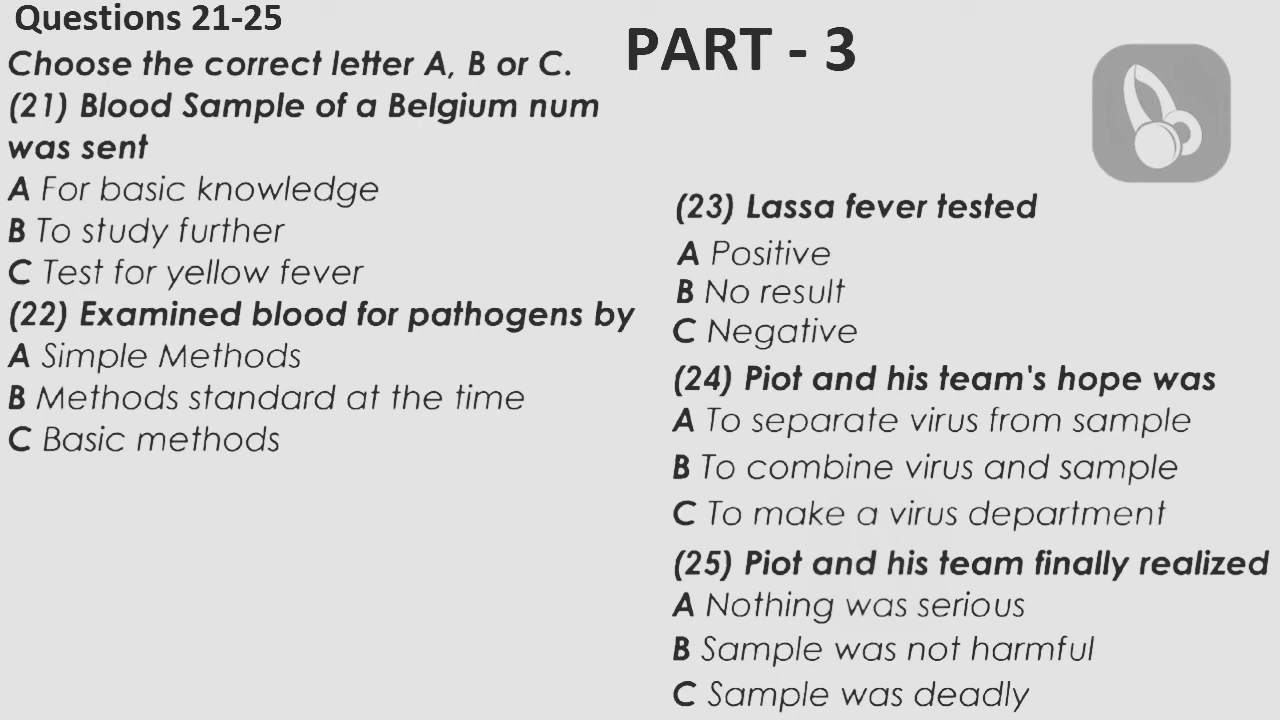 Questions 21-25
Choose the correct letter A, B or C.
(21) Blood Sample of a Belgium num
was sent
A For basic knowledge
B To study further
C Test for yellow fever
(22) Examined blood for pathogens by
A Simple Methods
B Methods standard at the time
C Basic methods
PART - 3
(23) Lassa fever tested
A Positive
B No result
C Negative
(24) Piot and his team's hope was
A To separate virus from sample
B To combine virus and sample
C To make a virus department
(25) Piot and his team finally realized
A Nothing was serious
B Sample was not harmful
C Sample was deadly